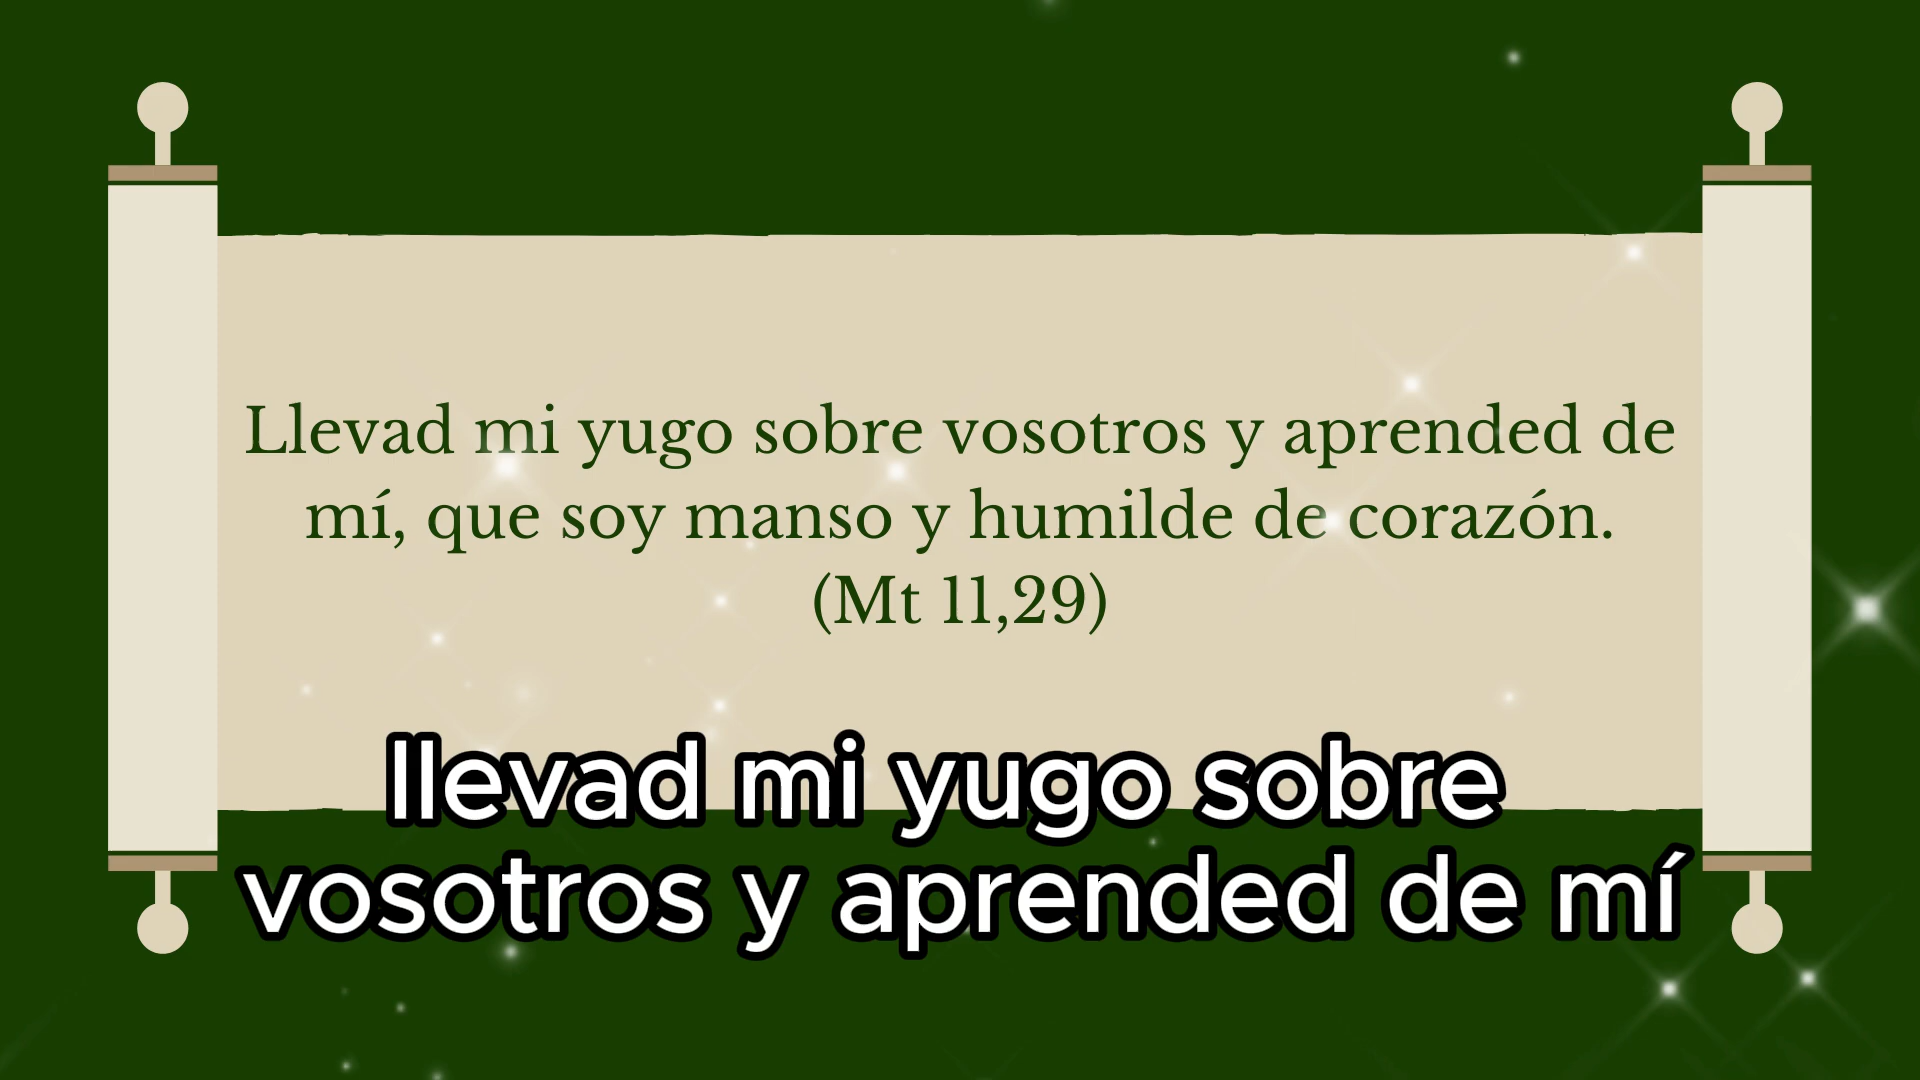 Llevad mi yugo sobre vosotros y aprended de
mí, que soy manso y humilde de corazón.
(Mt 11,29)
llevad mi yugo sobre
vosotros y aprended de mí